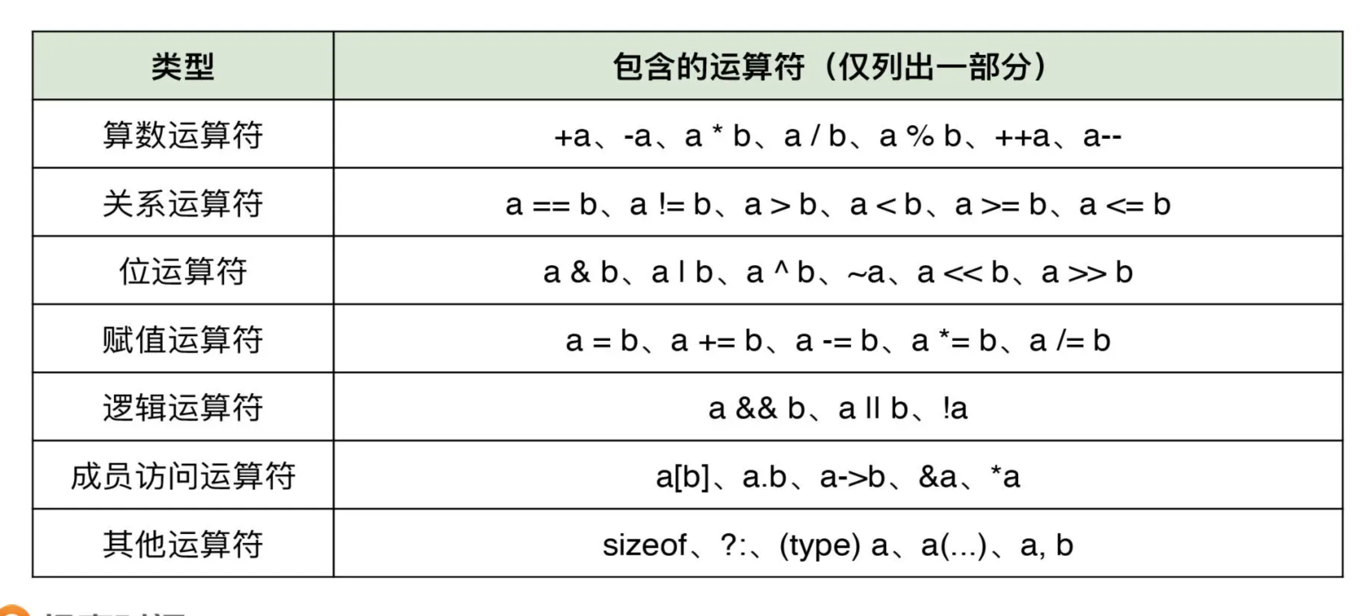 类型 包含的运算符（仅列出一部分）
算数运算符 +a、-a、a * b、a / b、a % b、++a、a--
关系运算符 a == b、a != b、a > b、a < b、a >= b、a <= b
位运算符 a & b、a | b、a ^ b、~a、a << b、a >> b
赋值运算符 a = b、a += b、a -= b、a *= b、a /= b
逻辑运算符 a && b、a || b、!a
成员访问运算符 a[b]、a.b、a->b、&a、*a
其他运算符 sizeof、?:、(type) a、a(...)、a, b